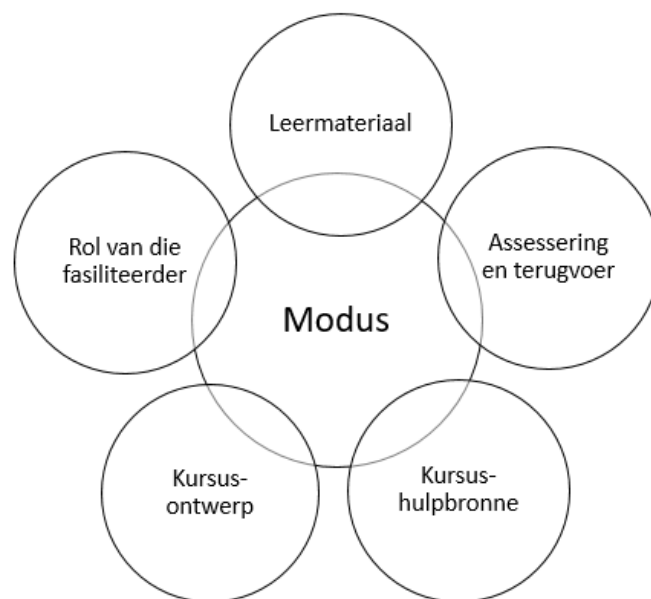 Leermateriaal
Rol van die
fasiliteerder
Assessering
en terugvoer
Modus
Kursus-
ontwerp
Kursus-
hulpbronne